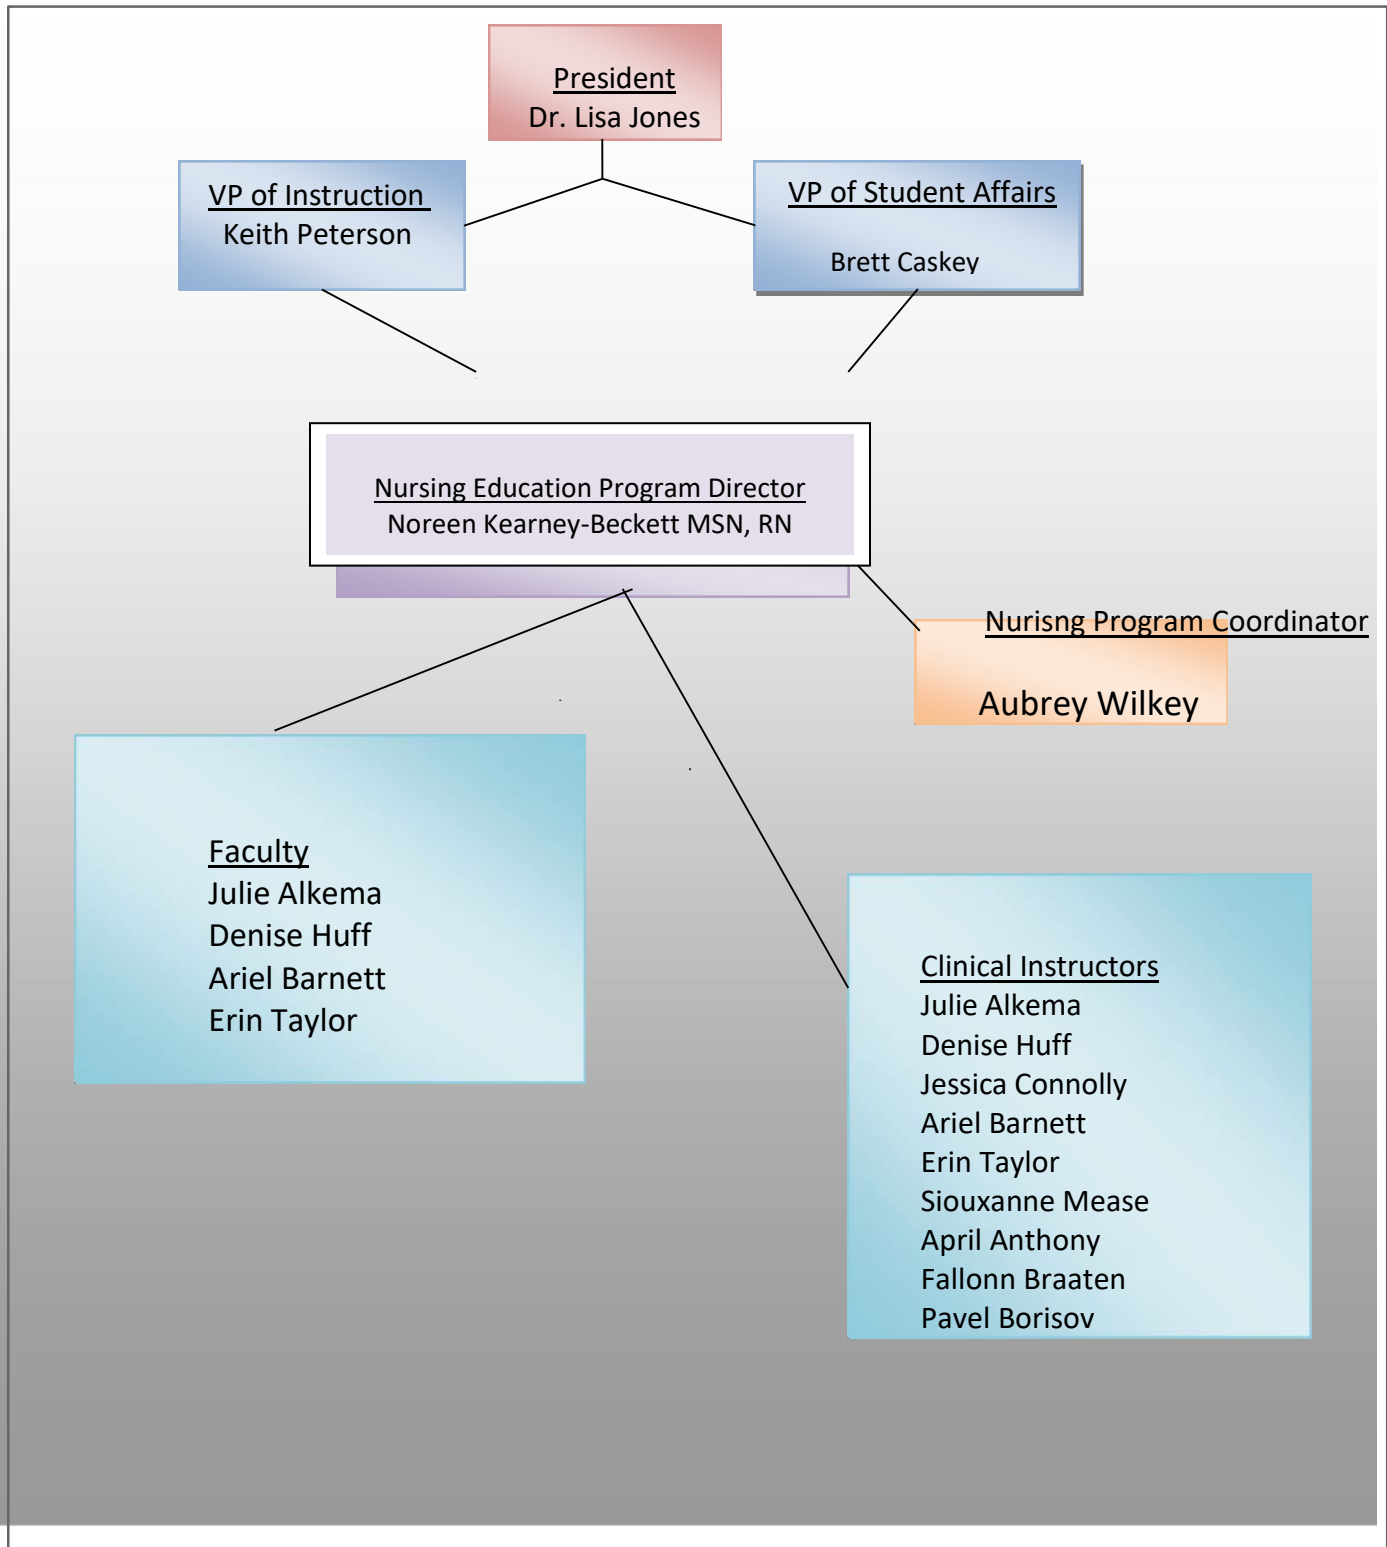 President
Dr. Lisa Jones
VP of Instruction
Keith Peterson
VP of Student Affairs
Brett Caskey
Nursing Education Program Director
Noreen Kearney-Beckett MSN, RN
Nurisng Program Coordinator
Aubrey Wilkey
Faculty
Julie Alkema
Denise Huff
Ariel Barnett
Erin Taylor
Clinical Instructors
Julie Alkema
Denise Huff
Jessica Connolly
Ariel Barnett
Erin Taylor
Siouxanne Mease
April Anthony
Fallonn Braaten
Pavel Borisov